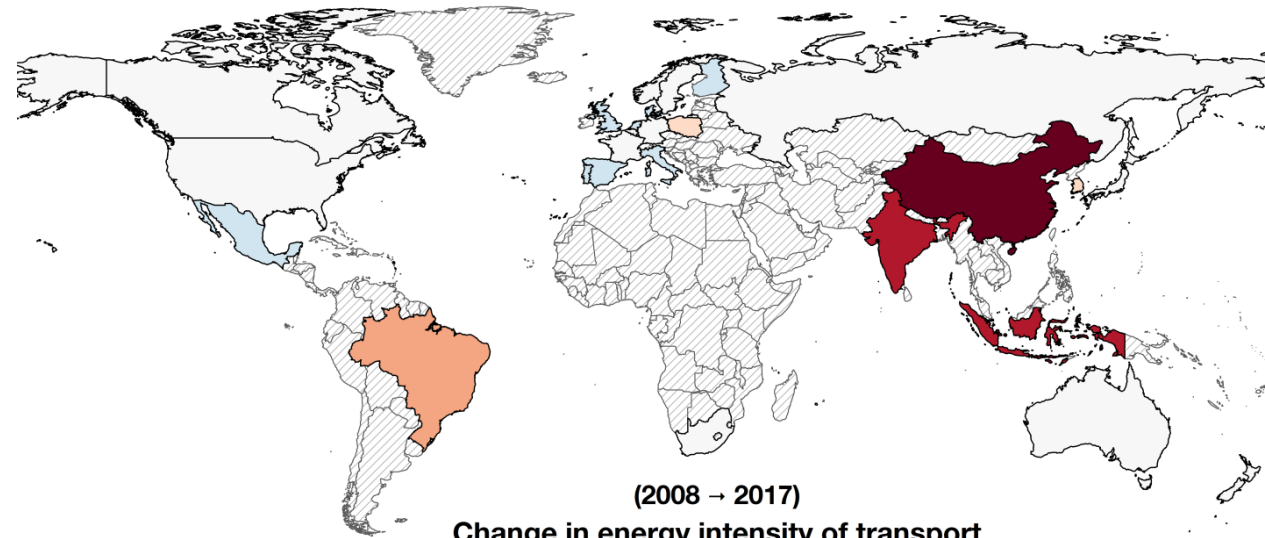 (2008 → 2017)
Change in energy intensity of transport